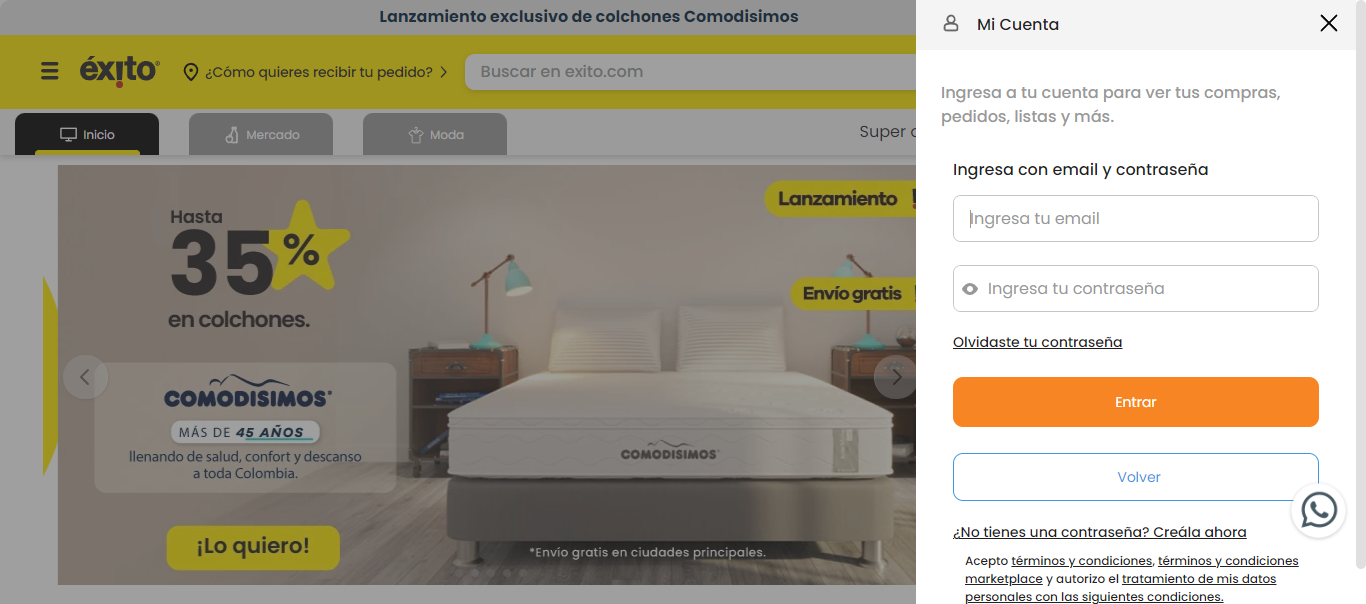 Lanzamiento exclusivo de colchones Comodisimos
éxito
¿Cómo quieres recibir tu pedido?
Buscar en exito.com
Inicio
Mercado
Moda
Super
Hasta
35%
en colchones.
Lanzamiento
Envío gratis
COMODISIMOS
MÁS DE 45 AÑOS
llenando de salud, confort y descanso
a toda Colombia.
¡Lo quiero!
COMODISIMOS
*Envío gratis en ciudades principales.
Mi Cuenta
Ingresa a tu cuenta para ver tus compras,
pedidos, listas y más.
Ingresa con email y contraseña
Ingresa tu email
Ingresa tu contraseña
Olvidaste tu contraseña
Entrar
Volver
¿No tienes una contraseña? Creála ahora
Acepto términos y condiciones, términos y condiciones
marketplace y autorizo el tratamiento de mis datos
personales con las siguientes condiciones.